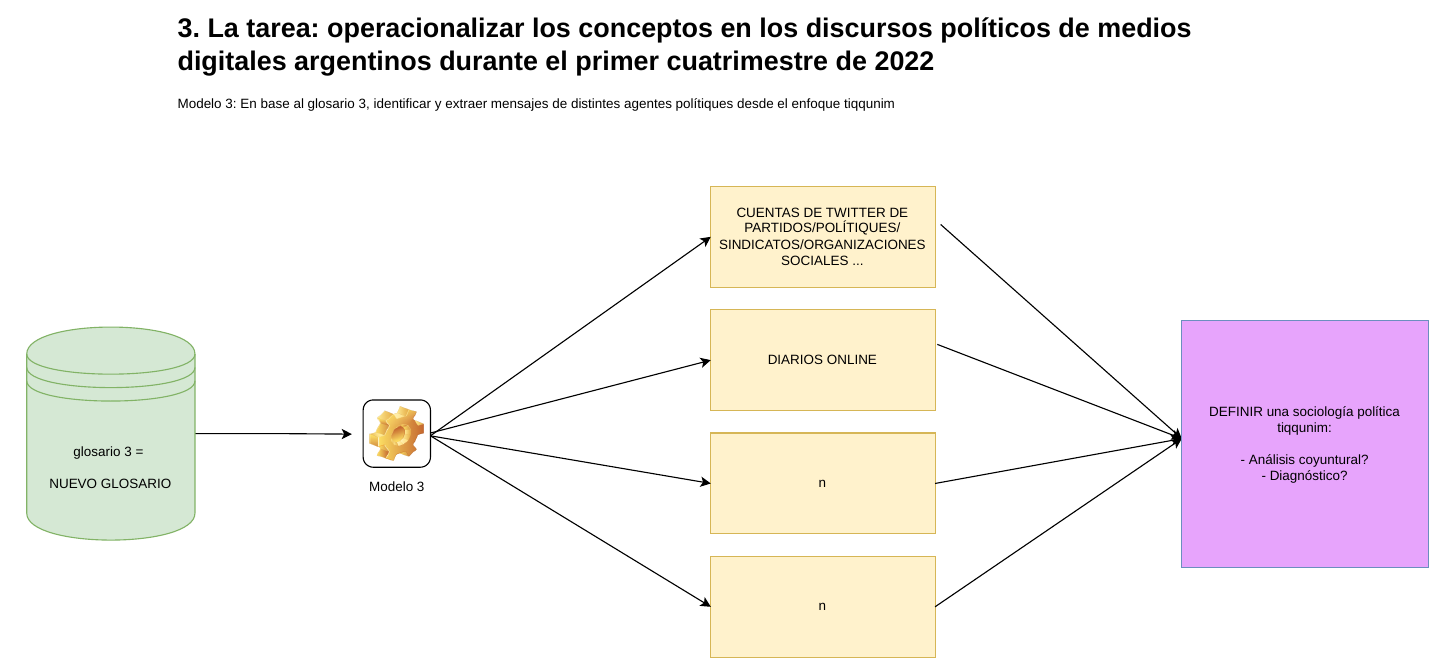 3. La tarea: operacionalizar los conceptos en los discursos políticos de medios
digitales argentinos durante el primer cuatrimestre de 2022
Modelo 3: En base al glosario 3, identificar y extraer mensajes de distintes agentes polítiques desde el enfoque tiqqunim
CUENTAS DE TWITTER DE
PARTIDOS/POLÍTIQUES/
SINDICATOS/ORGANIZACIONES
SOCIALES ...
DIARIOS ONLINE
n
n
glosario 3 =
NUEVO GLOSARIO
Modelo 3
DEFINIR una sociología política
tiqqunim:
- Análisis coyuntural?
- Diagnóstico?